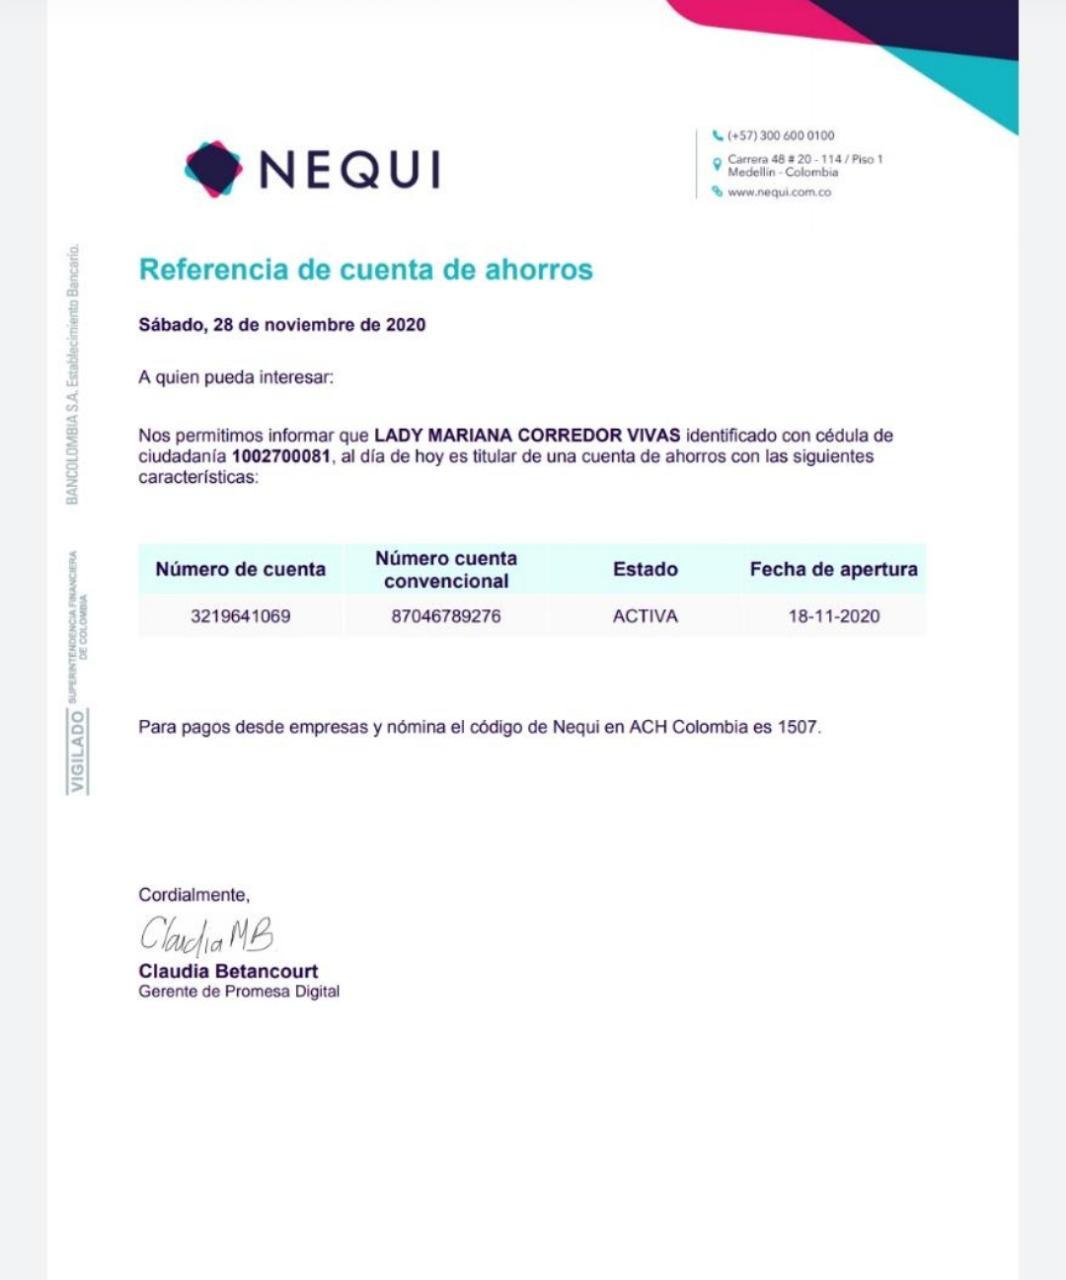 NEQUI
(+57) 300 600 0100
Carrera 48 # 20 - 114 / Piso 1
Medellín - Colombia
www.nequi.com.co
Referencia de cuenta de ahorros
Sábado, 28 de noviembre de 2020
A quien pueda interesar:
Nos permitimos informar que LADY MARIANA CORREDOR VIVAS identificado con cédula de
ciudadanía 1002700081, al día de hoy es titular de una cuenta de ahorros con las siguientes
características:
Número de cuenta
Número cuenta
convencional
Estado
Fecha de apertura
3219641069
87046789276
ACTIVA
18-11-2020
Para pagos desde empresas y nómina el código de Nequi en ACH Colombia es 1507.
Cordialmente,
Claudia MB
Claudia Betancourt
Gerente de Promesa Digital
BANCOLOMBIA S.A. Establecimiento Bancario.
SUPERINTENDENCIA FINANCIERA
DE COLOMBIA
VIGILADO